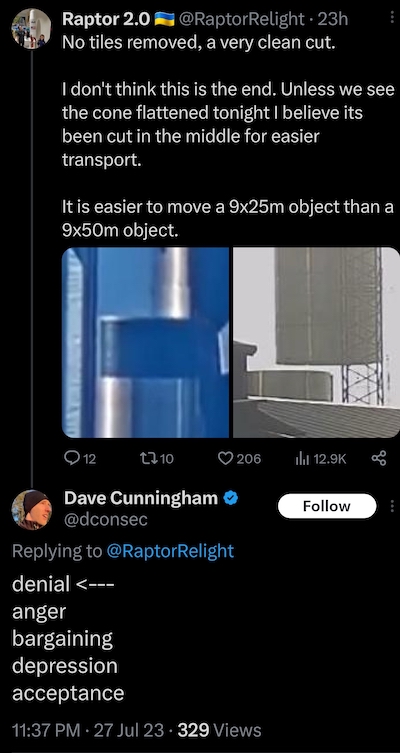 Raptor 2.0 🇺🇦 @RaptorRelight · 23h
No tiles removed, a very clean cut.
I don't think this is the end. Unless we see
the cone flattened tonight I believe its
been cut in the middle for easier
transport.
It is easier to move a 9x25m object than a
9x50m object.
12 10 206 12.9K
Dave Cunningham
Follow
@dconsec
Replying to @RaptorRelight
denial <---
anger
bargaining
depression
acceptance
11:37 PM · 27 Jul 23 · 329 Views